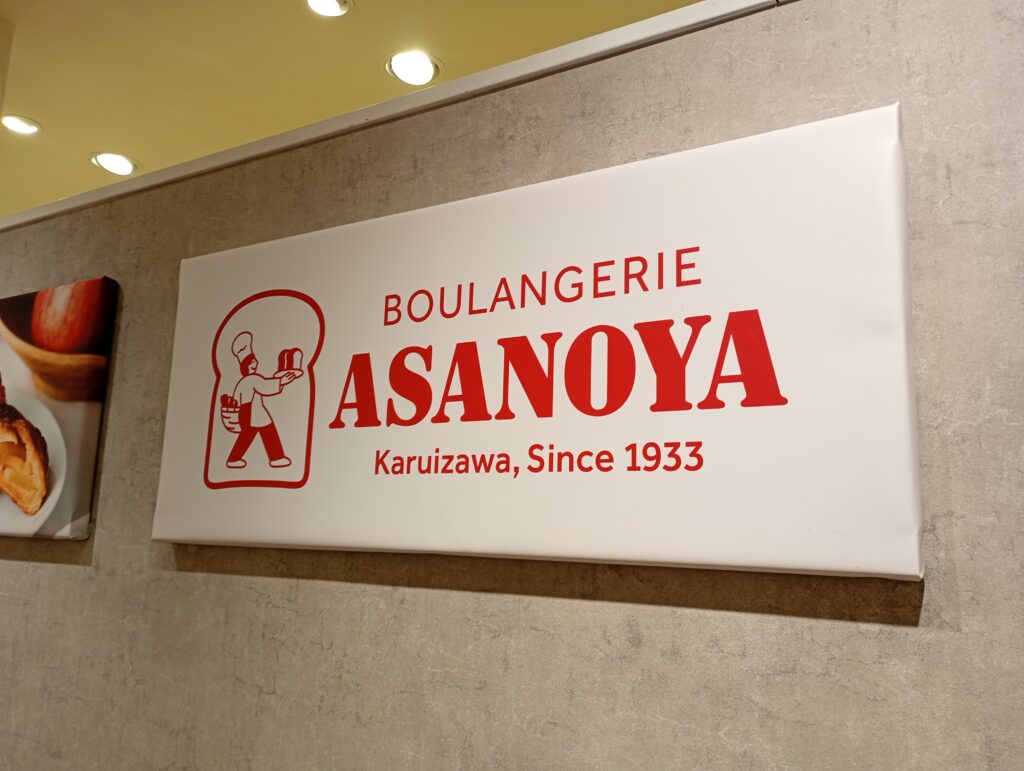 BOULANGERIE
ASANOYA
Karuizawa, Since 1933